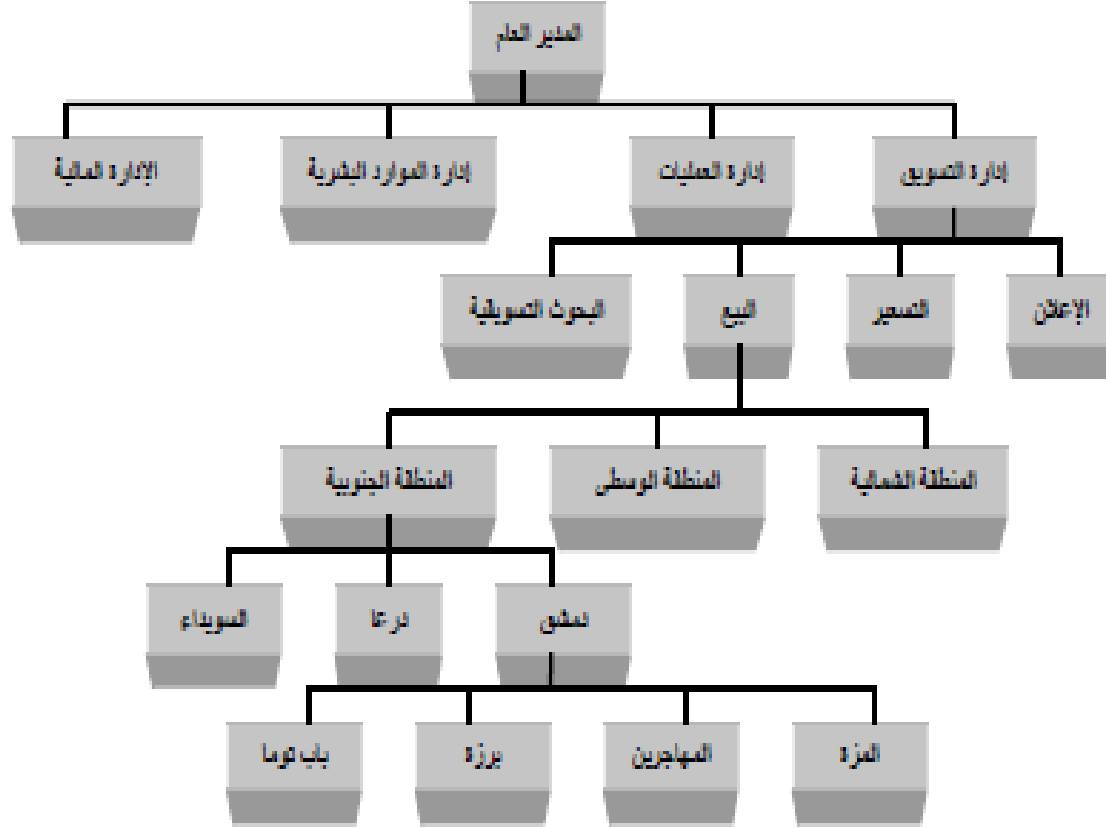 المدير العام
إدارة التسويق
إدارة العمليات
إدارة الموارد البشرية
الإدارة المالية
الإعلان
التسعير
البيع
البحوث التسويقية
المنطقة الشمالية
المنطقة الوسطى
المنطقة الجنوبية
دمشق
درعا
السويداء
المزة
المهاجرين
برزة
باب توما